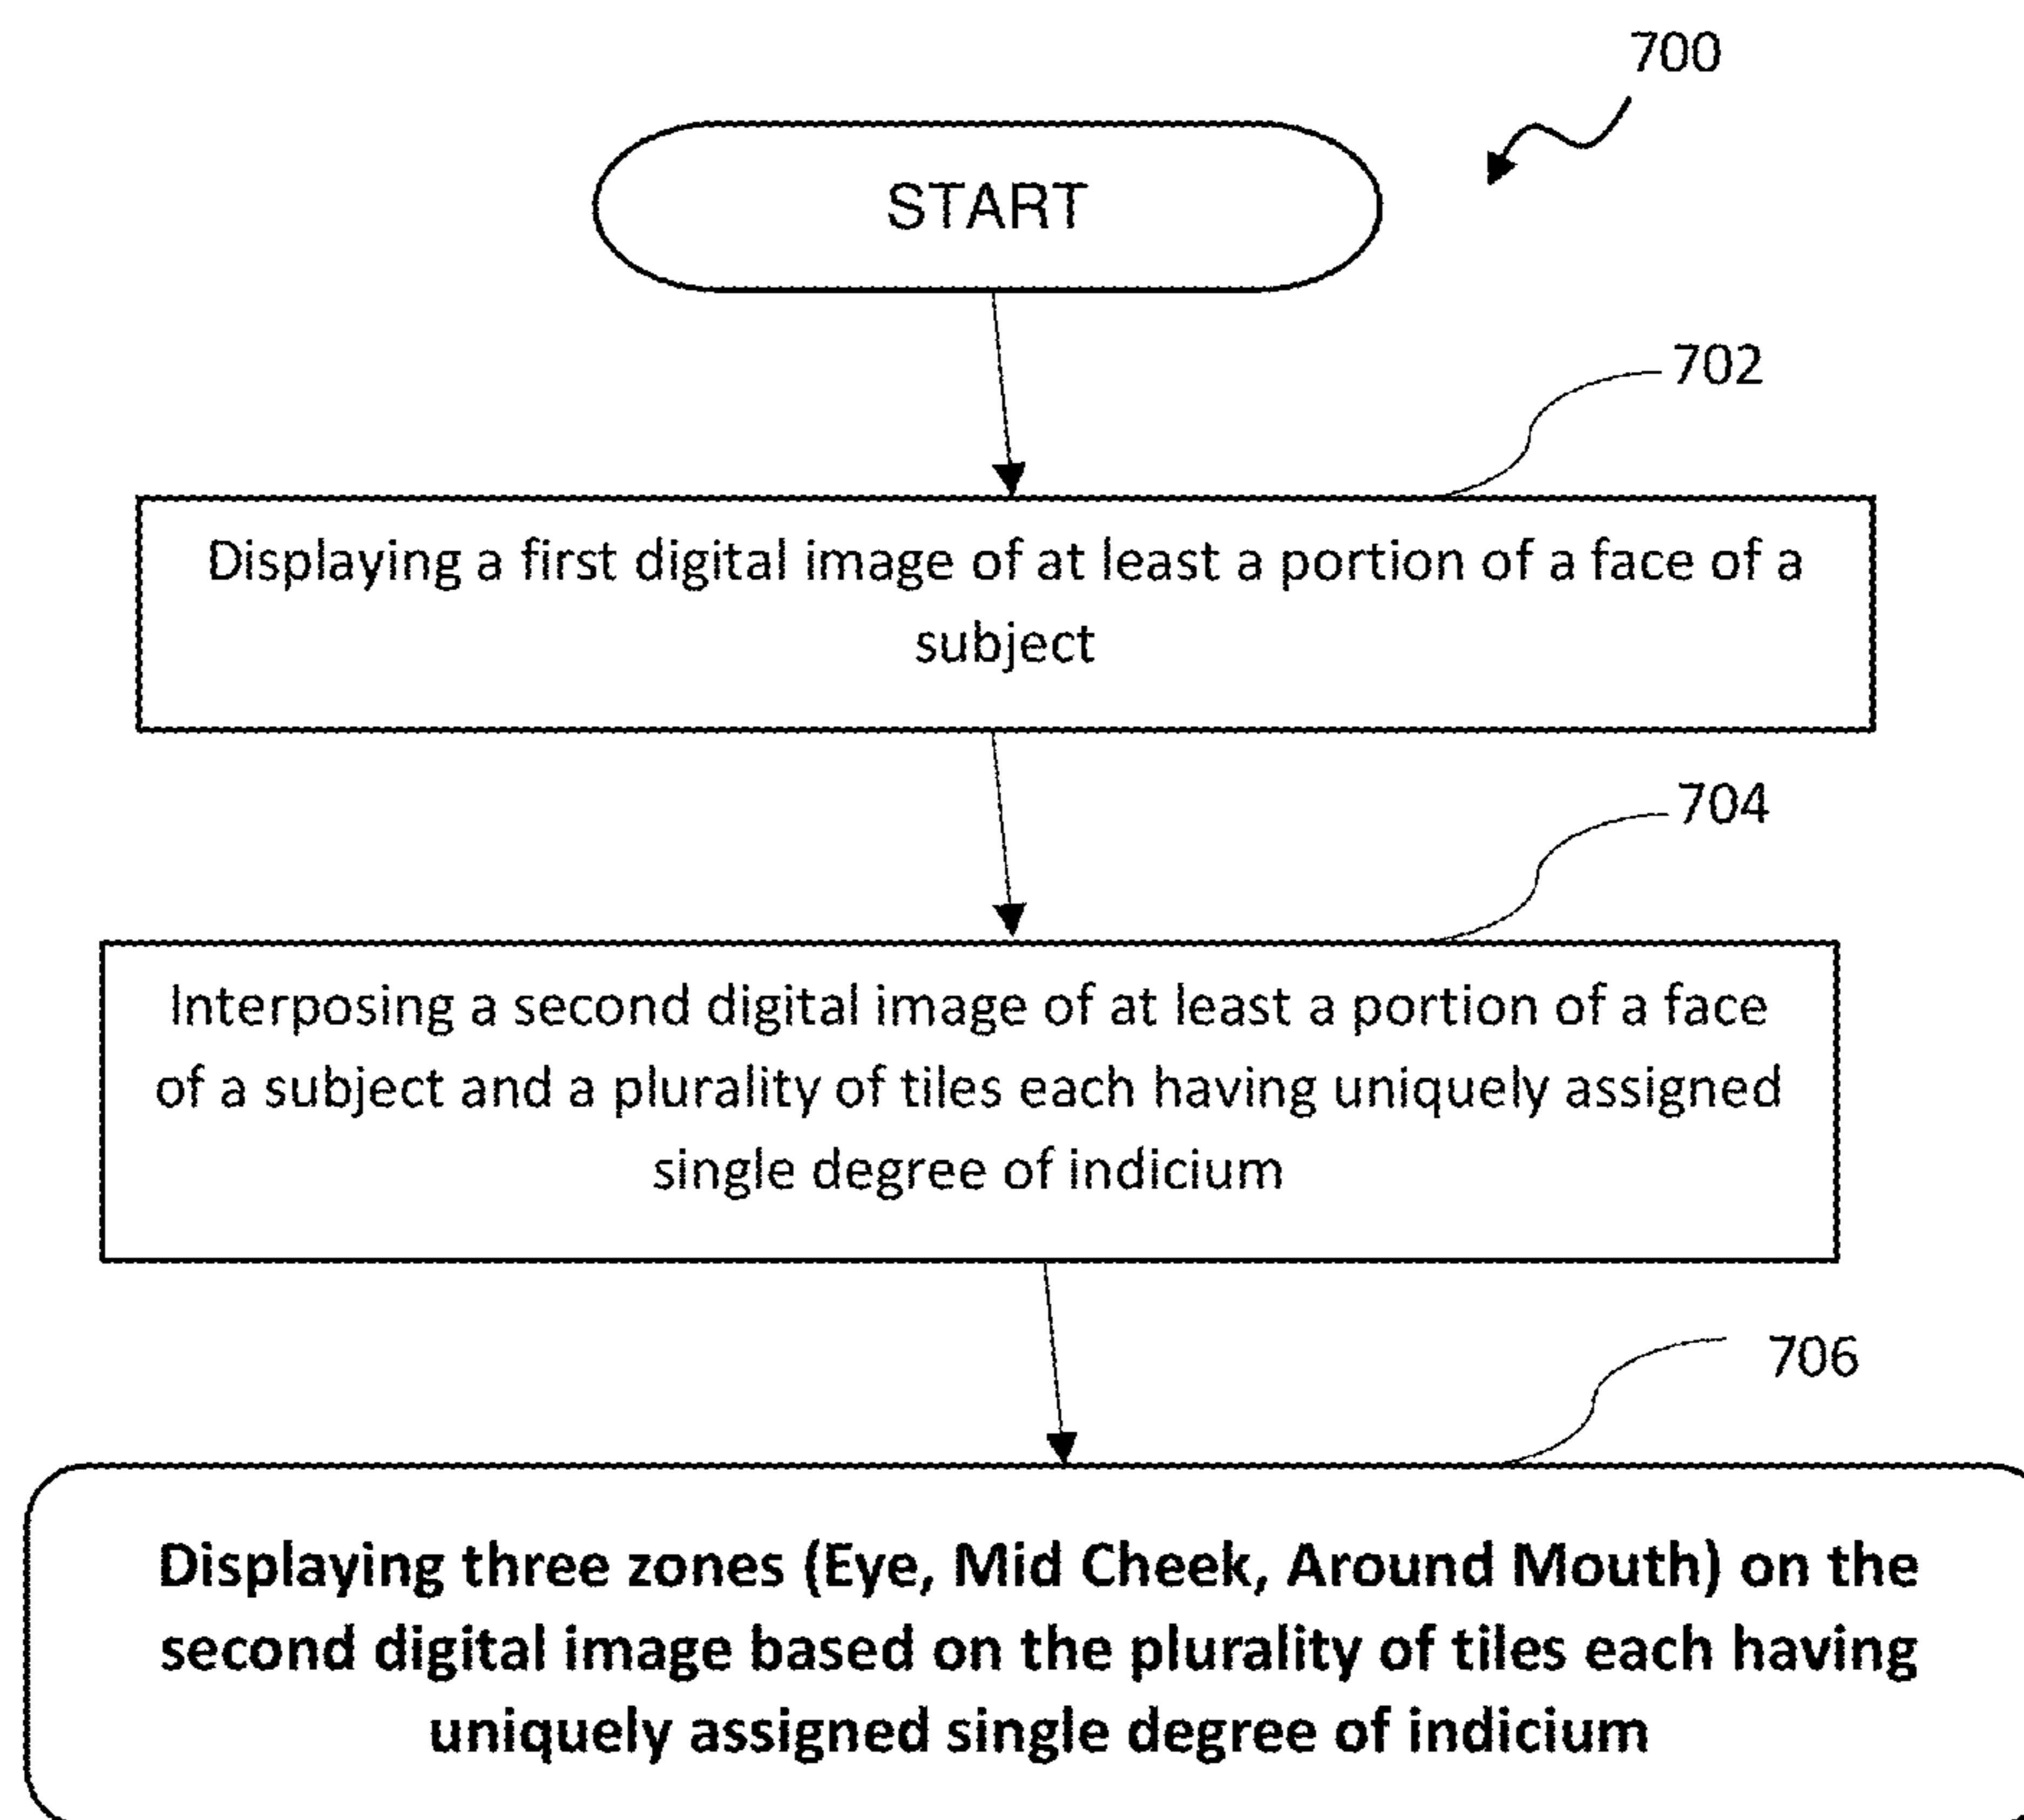 700
START
702
Displaying a first digital image of at least a portion of a face of a
subject
704
Interposing a second digital image of at least a portion of a face
of a subject and a plurality of tiles each having uniquely assigned
single degree of indicium
706
Displaying three zones (Eye, Mid Cheek, Around Mouth) on the
second digital image based on the plurality of tiles each having
uniquely assigned single degree of indicium